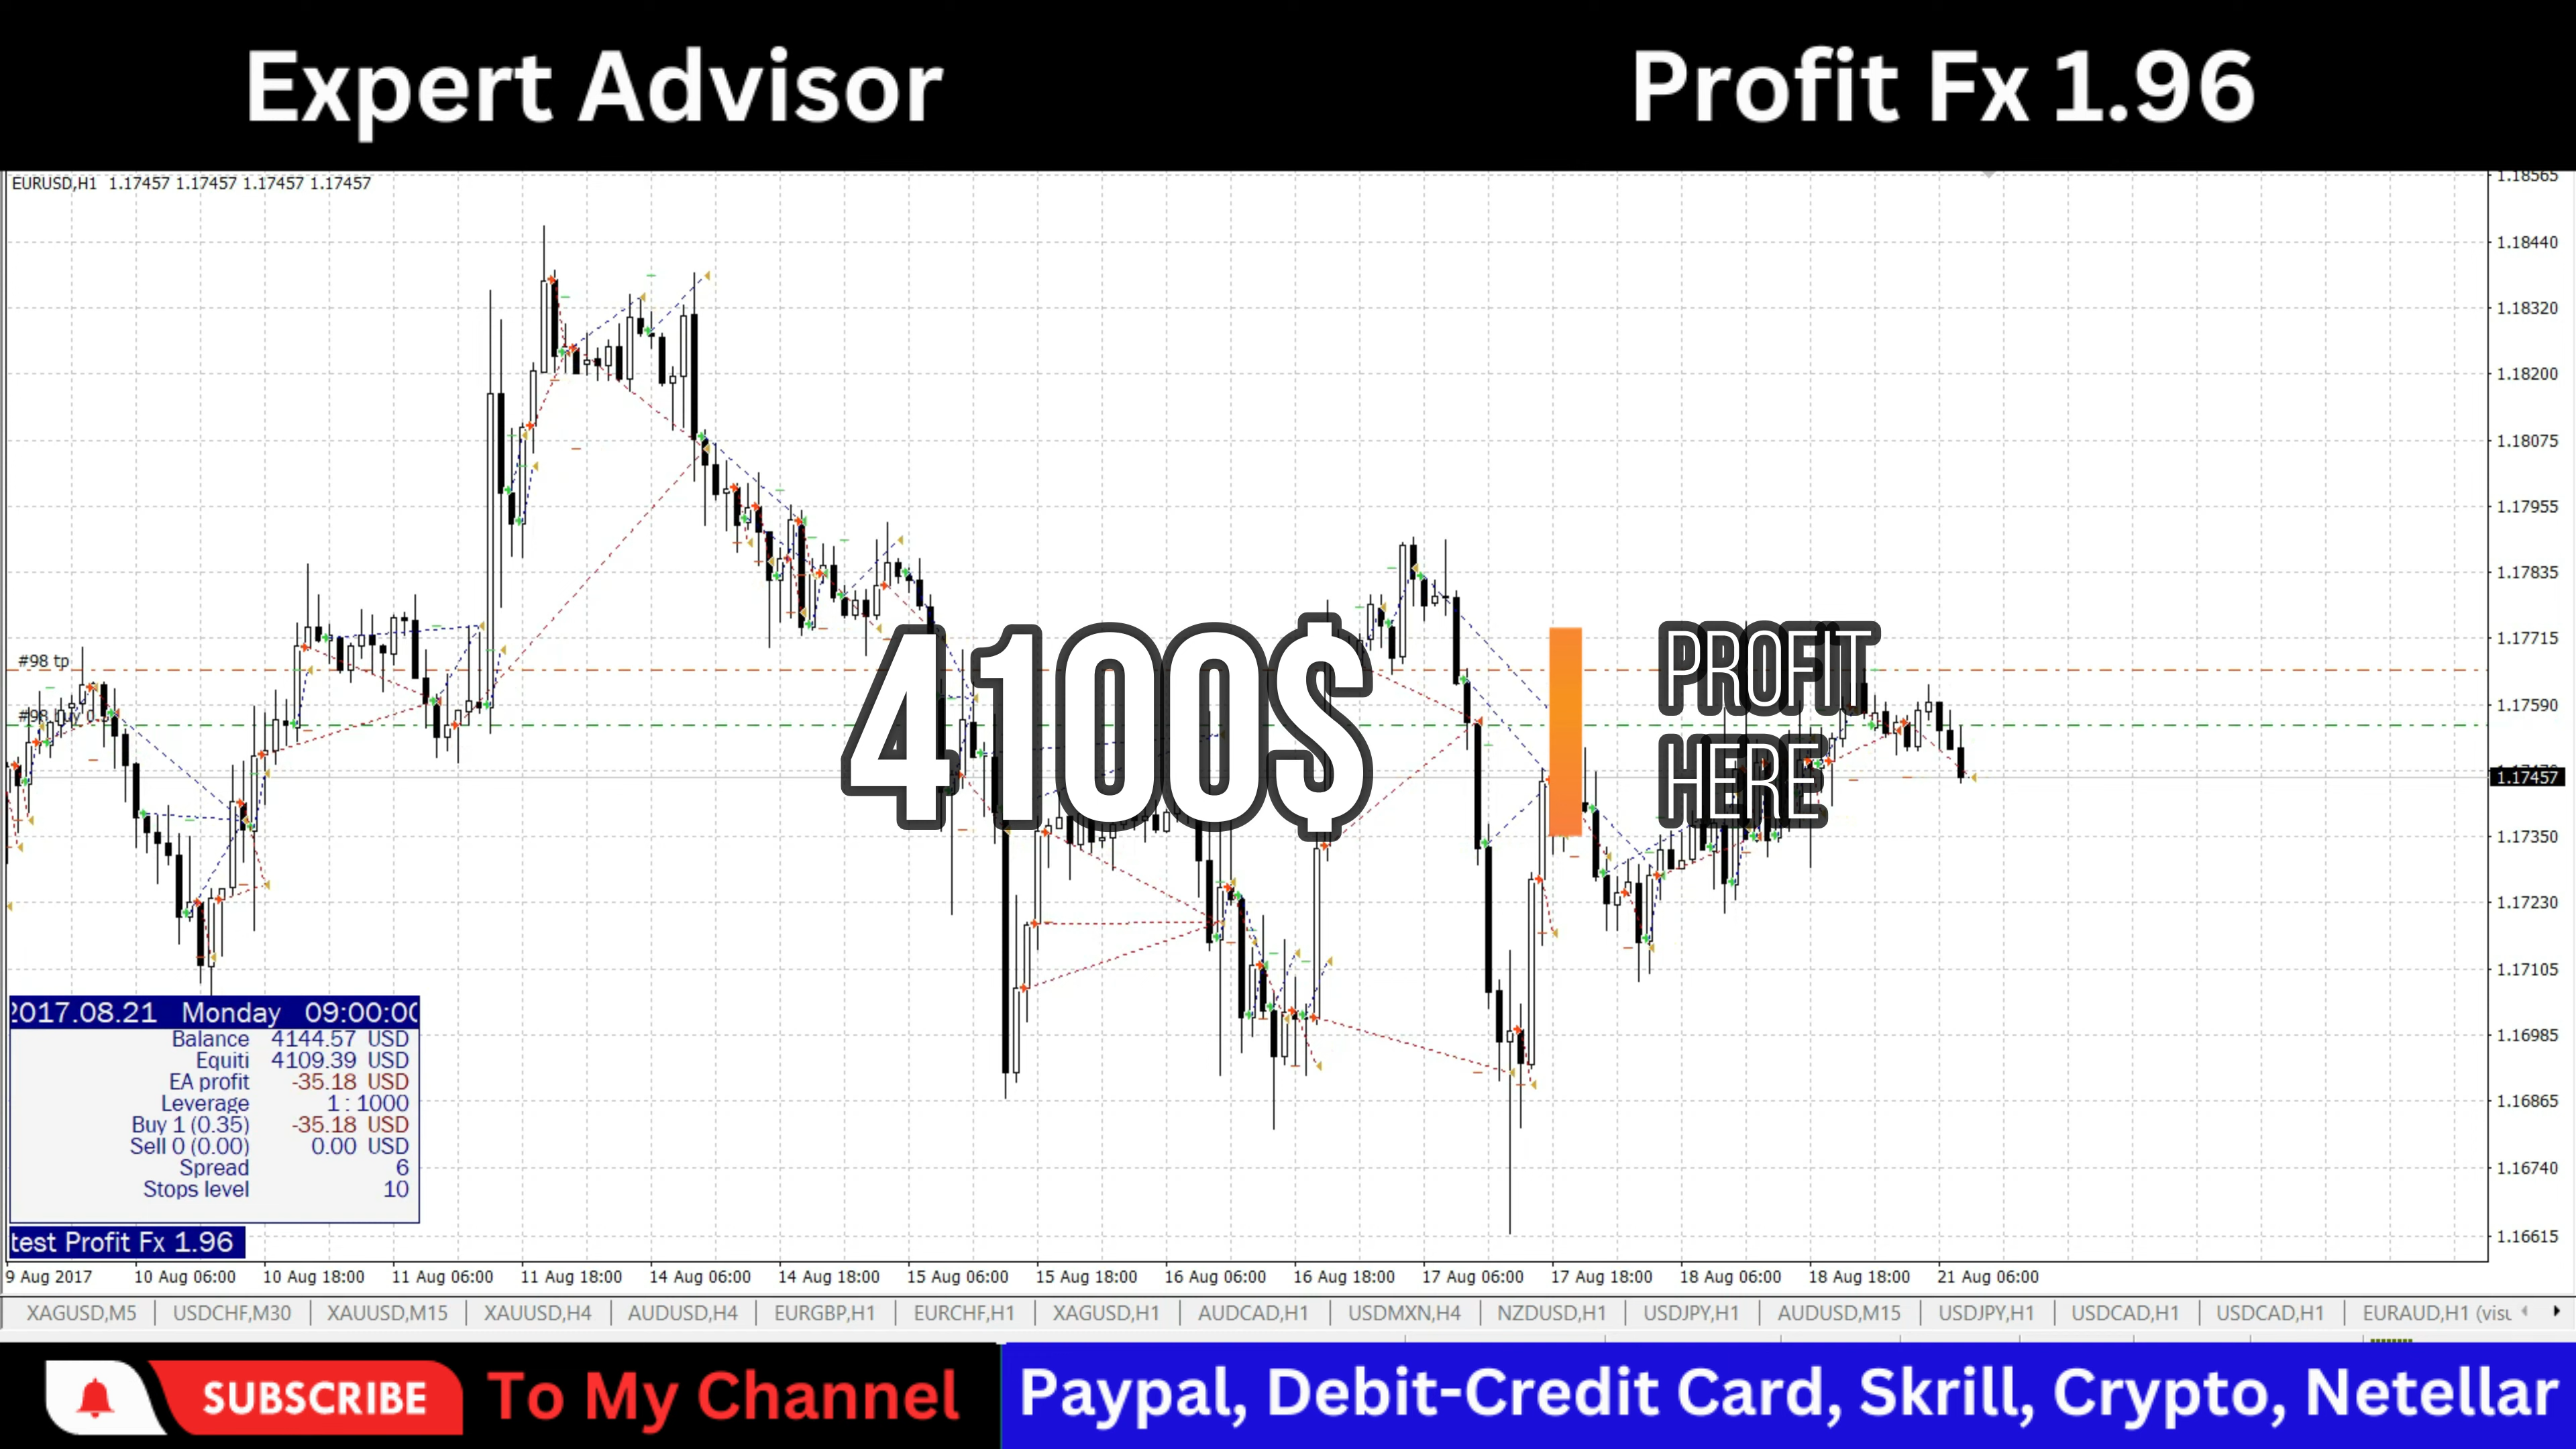 Expert Advisor
Profit Fx 1.96
EURUSD,H1 1.17457 1.17457 1.17457 1.17457
1.18565
1.18440
1.18320
1.18200
1.18075
1.17955
1.17835
1.17715
1.17590
1.17457
1.17350
1.17230
1.17105
1.16985
1.16865
1.16740
1.16615
#98 tp
#98 buy 0.
4100$
PROFIT
HERE
2017.08.21 Monday 09:00:00
Balance 4144.57 USD
Equiti 4109.39 USD
EA profit -35.18 USD
Leverage 1 : 1000
Buy 1 (0.35) -35.18 USD
Sell 0 (0.00) 0.00 USD
Spread 6
Stops level 10
test Profit Fx 1.96
9 Aug 2017 10 Aug 06:00 10 Aug 18:00 11 Aug 06:00 11 Aug 18:00 14 Aug 06:00 14 Aug 18:00 15 Aug 06:00 15 Aug 18:00 16 Aug 06:00 16 Aug 18:00 17 Aug 06:00 17 Aug 18:00 18 Aug 06:00 18 Aug 18:00 21 Aug 06:00
XAGUSD,M5 USDCHF,M30 XAUUSD,M15 XAUUSD,H4 AUDUSD,H4 EURGBP,H1 EURCHF,H1 XAGUSD,H1 AUDCAD,H1 USDMXN,H4 NZDUSD,H1 USDJPY,H1 AUDUSD,M15 USDJPY,H1 USDCAD,H1 USDCAD,H1 EURAUD,H1 (visu
SUBSCRIBE To My Channel
Paypal, Debit-Credit Card, Skrill, Crypto, Netellar